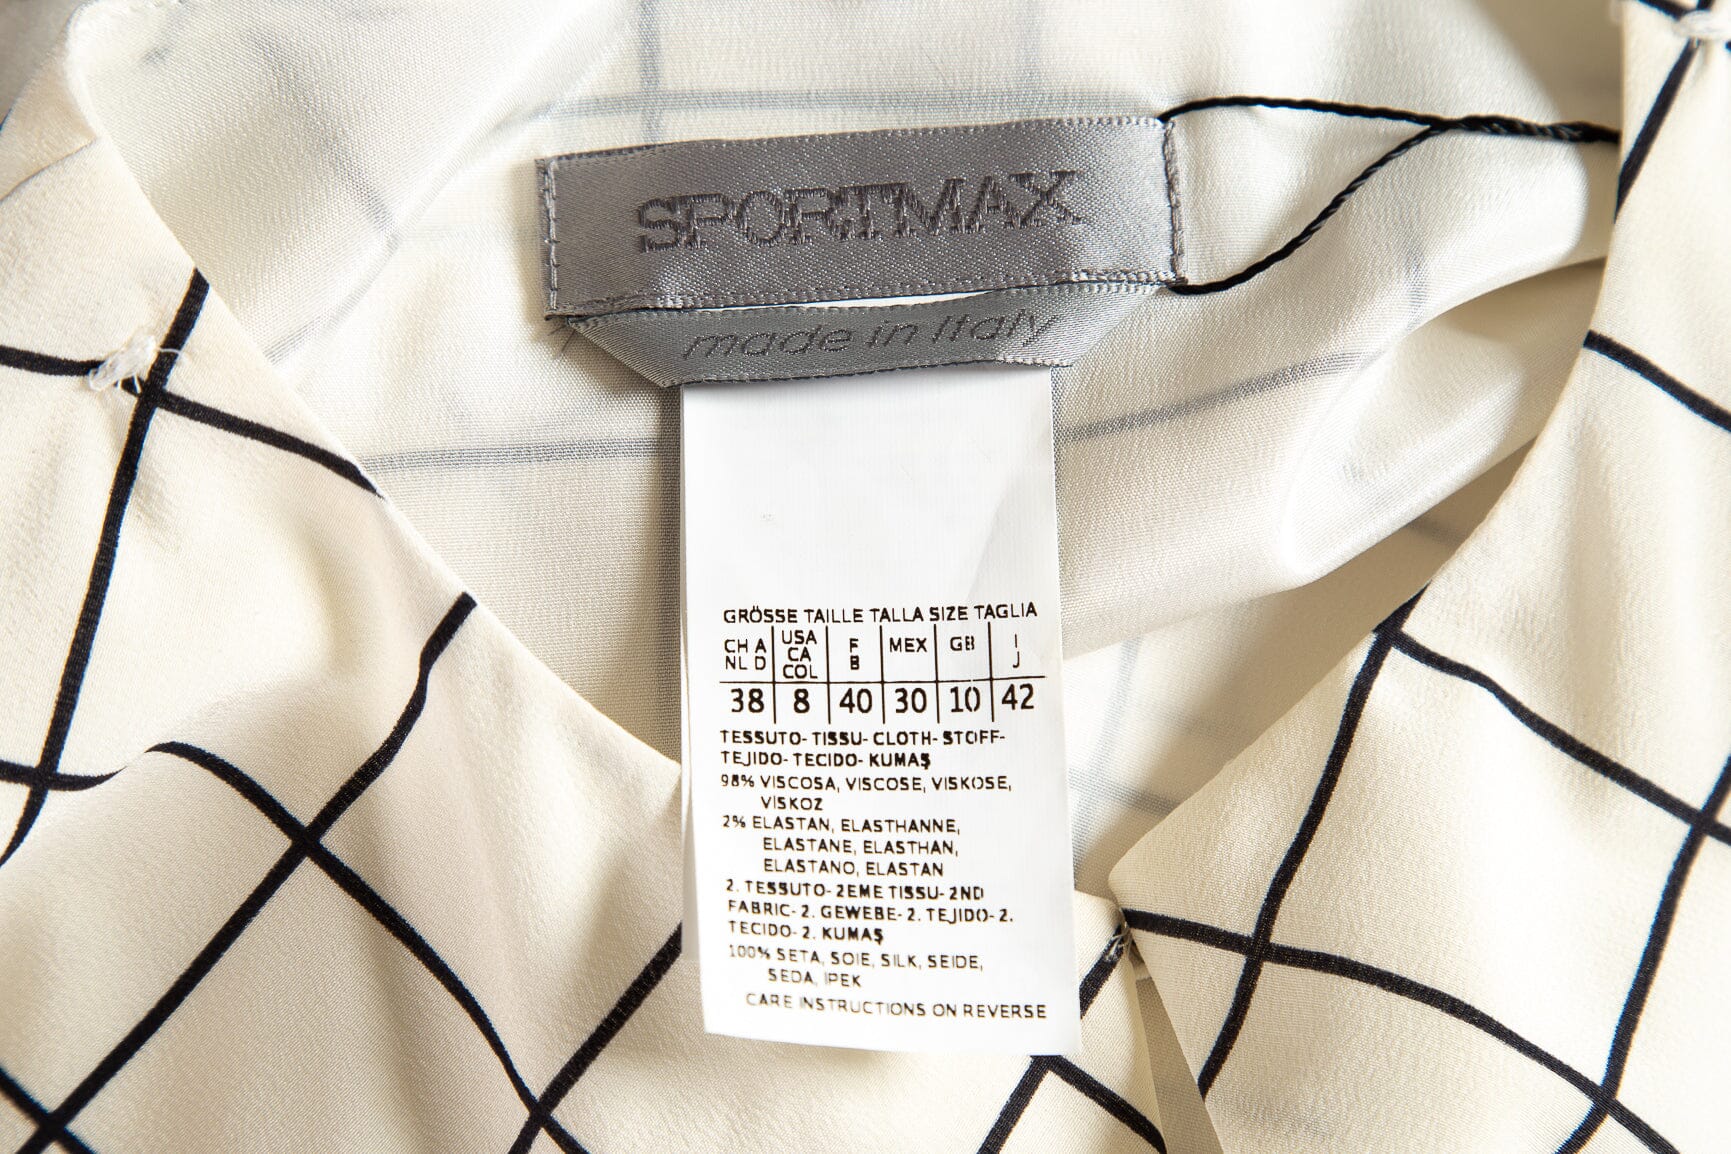 SPORTMAX
made in Italy
GRÖSSE TAILLE TALLA SIZE TAGLIA
CH A NL D USA CA COL F B MEX GB I J
38 8 40 30 10 42
TESSUTO- TISSU- CLOTH- STOFF-
TEJIDO- TECIDO- KUMAŞ
98% VISCOSA, VISCOSE, VISKOSE,
VİSKOZ
2% ELASTAN, ELASTHANNE,
ELASTANE, ELASTHAN,
ELASTANO, ELASTAN
2. TESSUTO- 2EME TISSU- 2ND
FABRIC- 2. GEWEBE- 2. TEJIDO- 2.
TECIDO- 2. KUMAŞ
100% SETA, SOIE, SILK, SEIDE,
SEDA, İPEK
CARE INSTRUCTIONS ON REVERSE